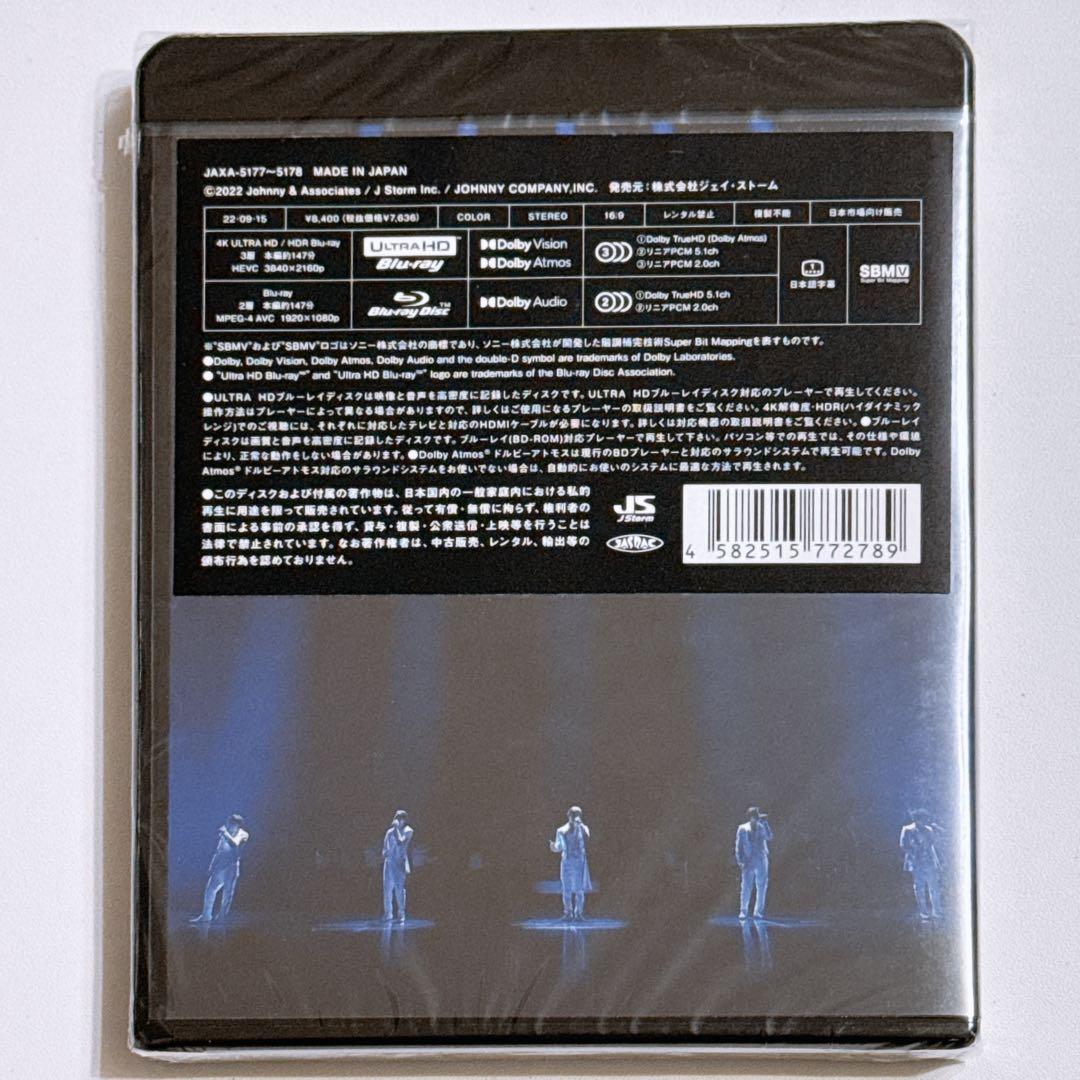 JAXA-5177〜5178 MADE IN JAPAN
©2022 Johnny & Associates / J Storm Inc. / JOHNNY COMPANY,INC. 発売元：株式会社ジェイ・ストーム
22・09・15 ¥8,400 (税抜価格¥7,636) COLOR STEREO 16:9 レンタル禁止 複製不能 日本市場向け販売
4K ULTRA HD / HDR Blu-ray
3層 本編約147分
HEVC 3840×2160p
ULTRA HD
Blu-ray
Dolby Vision
Dolby Atmos
3
①Dolby TrueHD (Dolby Atmos)
②リニアPCM 5.1ch
③リニアPCM 2.0ch
1
日本語字幕
SBMV
Super Bit Mapping
Blu-ray
2層 本編約147分
MPEG-4 AVC 1920×1080p
Blu-ray Disc™
Dolby Audio
2
①Dolby TrueHD 5.1ch
②リニアPCM 2.0ch
※"SBMV"および"SBMV"ロゴはソニー株式会社の商標であり、ソニー株式会社が開発した階調補完技術Super Bit Mappingを表すものです。
●Dolby, Dolby Vision, Dolby Atmos, Dolby Audio and the double-D symbol are trademarks of Dolby Laboratories.
● "Ultra HD Blu-ray™" and "Ultra HD Blu-ray™" logo are trademarks of the Blu-ray Disc Association.
●ULTRA HDブルーレイディスクは映像と音声を高密度に記録したディスクです。ULTRA HDブルーレイディスク対応のプレーヤーで再生してください。
操作方法はプレーヤーによって異なる場合がありますので、詳しくはご使用になるプレーヤーの取扱説明書をご覧ください。4K解像度・HDR(ハイダイナミック
レンジ)でのご視聴には、それぞれに対応したテレビと対応のHDMIケーブルが必要になります。詳しくは対応機器の取扱説明書をご覧ください。●ブルーレイ
ディスクは画質と音声を高密度に記録したディスクです。ブルーレイ(BD-ROM)対応プレーヤーで再生して下さい。パソコン等での再生では、その仕様や環境
により、正常な動作をしない場合があります。●Dolby Atmos® ドルビーアトモスは現行のBDプレーヤーと対応のサラウンドシステムで再生可能です。Dolby
Atmos® ドルビーアトモス対応のサラウンドシステムをお使いでない場合は、自動的にお使いのシステムに最適な方法で再生されます。
●このディスクおよび付属の著作物は、日本国内の一般家庭内における私的
再生に用途を限って販売されています。従って有償・無償に拘らず、権利者の
書面による事前の承認を得ず、貸与・複製・公衆送信・上映等を行うことは
法律で禁止されています。なお著作権者は、中古販売、レンタル、輸出等の
頒布行為を認めておりません。
JS
J Storm
JASRAC
4 582515 772789